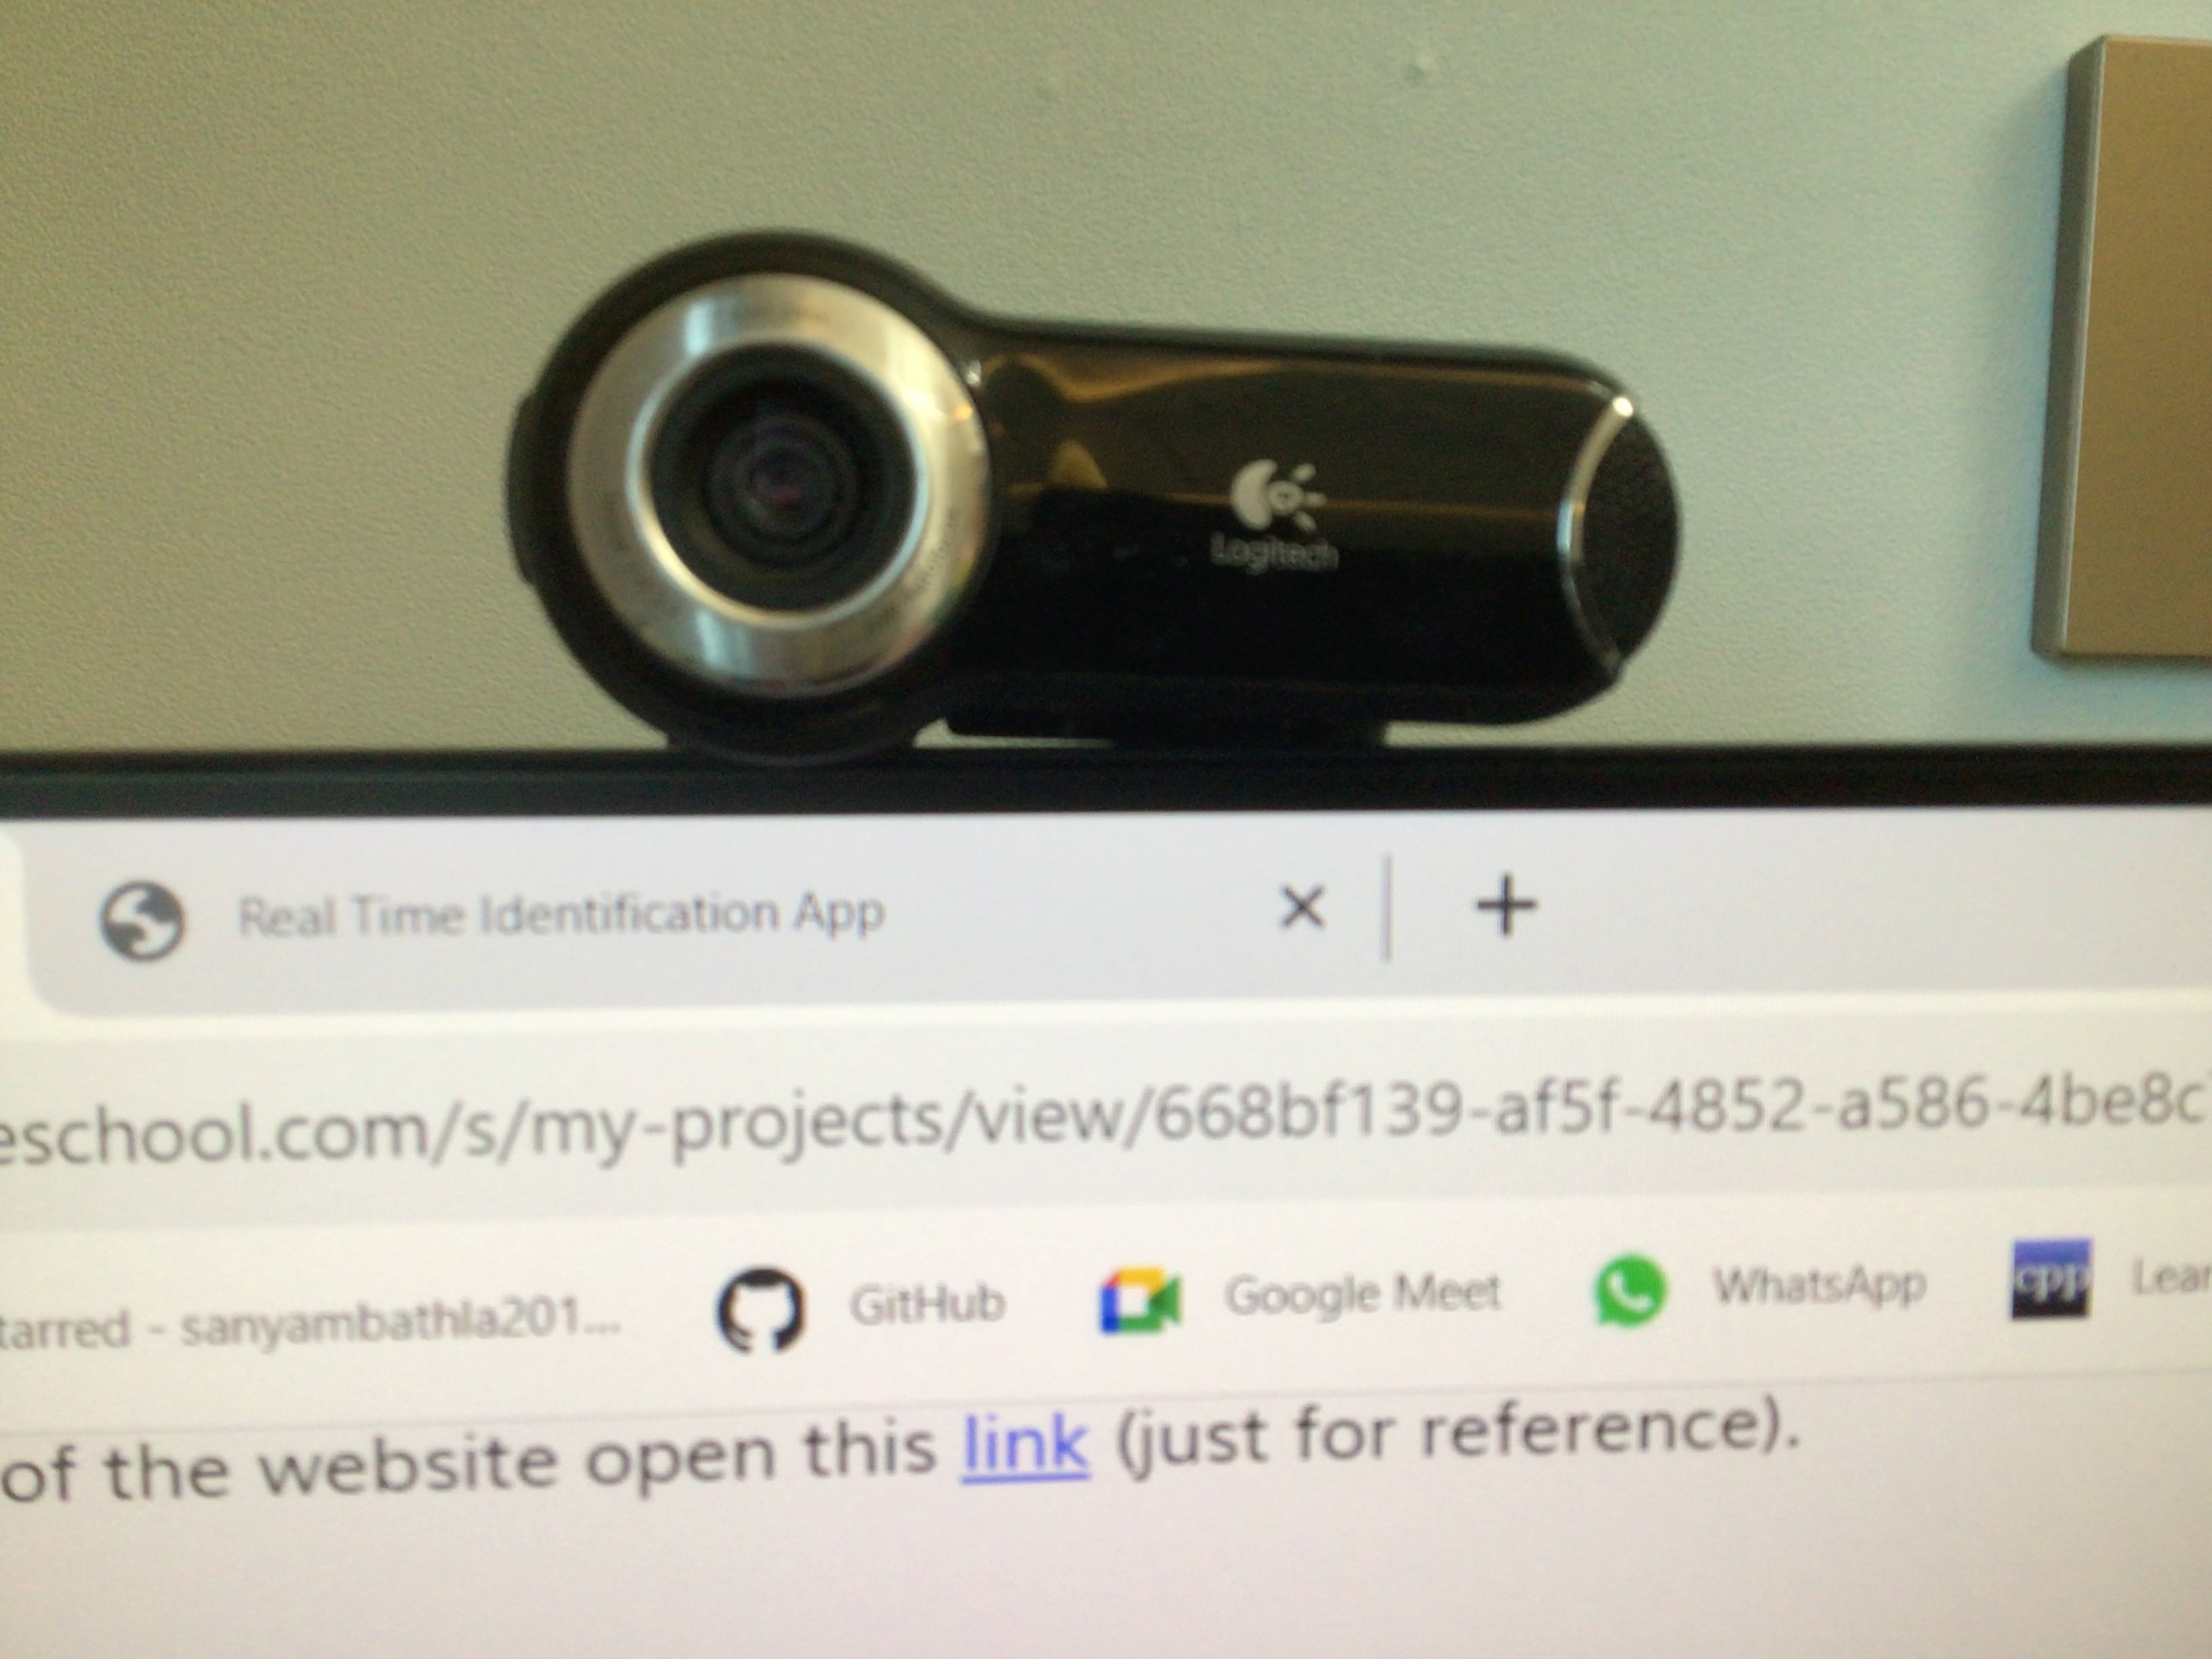 Logitech
Real Time Identification App
eschool.com/s/my-projects/view/668bf139-af5f-4852-a586-4be8c
tarred - sanyambathla201...
GitHub
Google Meet
WhatsApp
cpp
Lear
of the website open this link (just for reference).